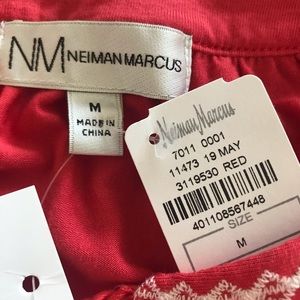 NM NEIMAN MARCUS
M
MADE IN
CHINA
Neiman Marcus
7011 0001
11473 19 MAY
3119530 RED
401108567448
SIZE
M